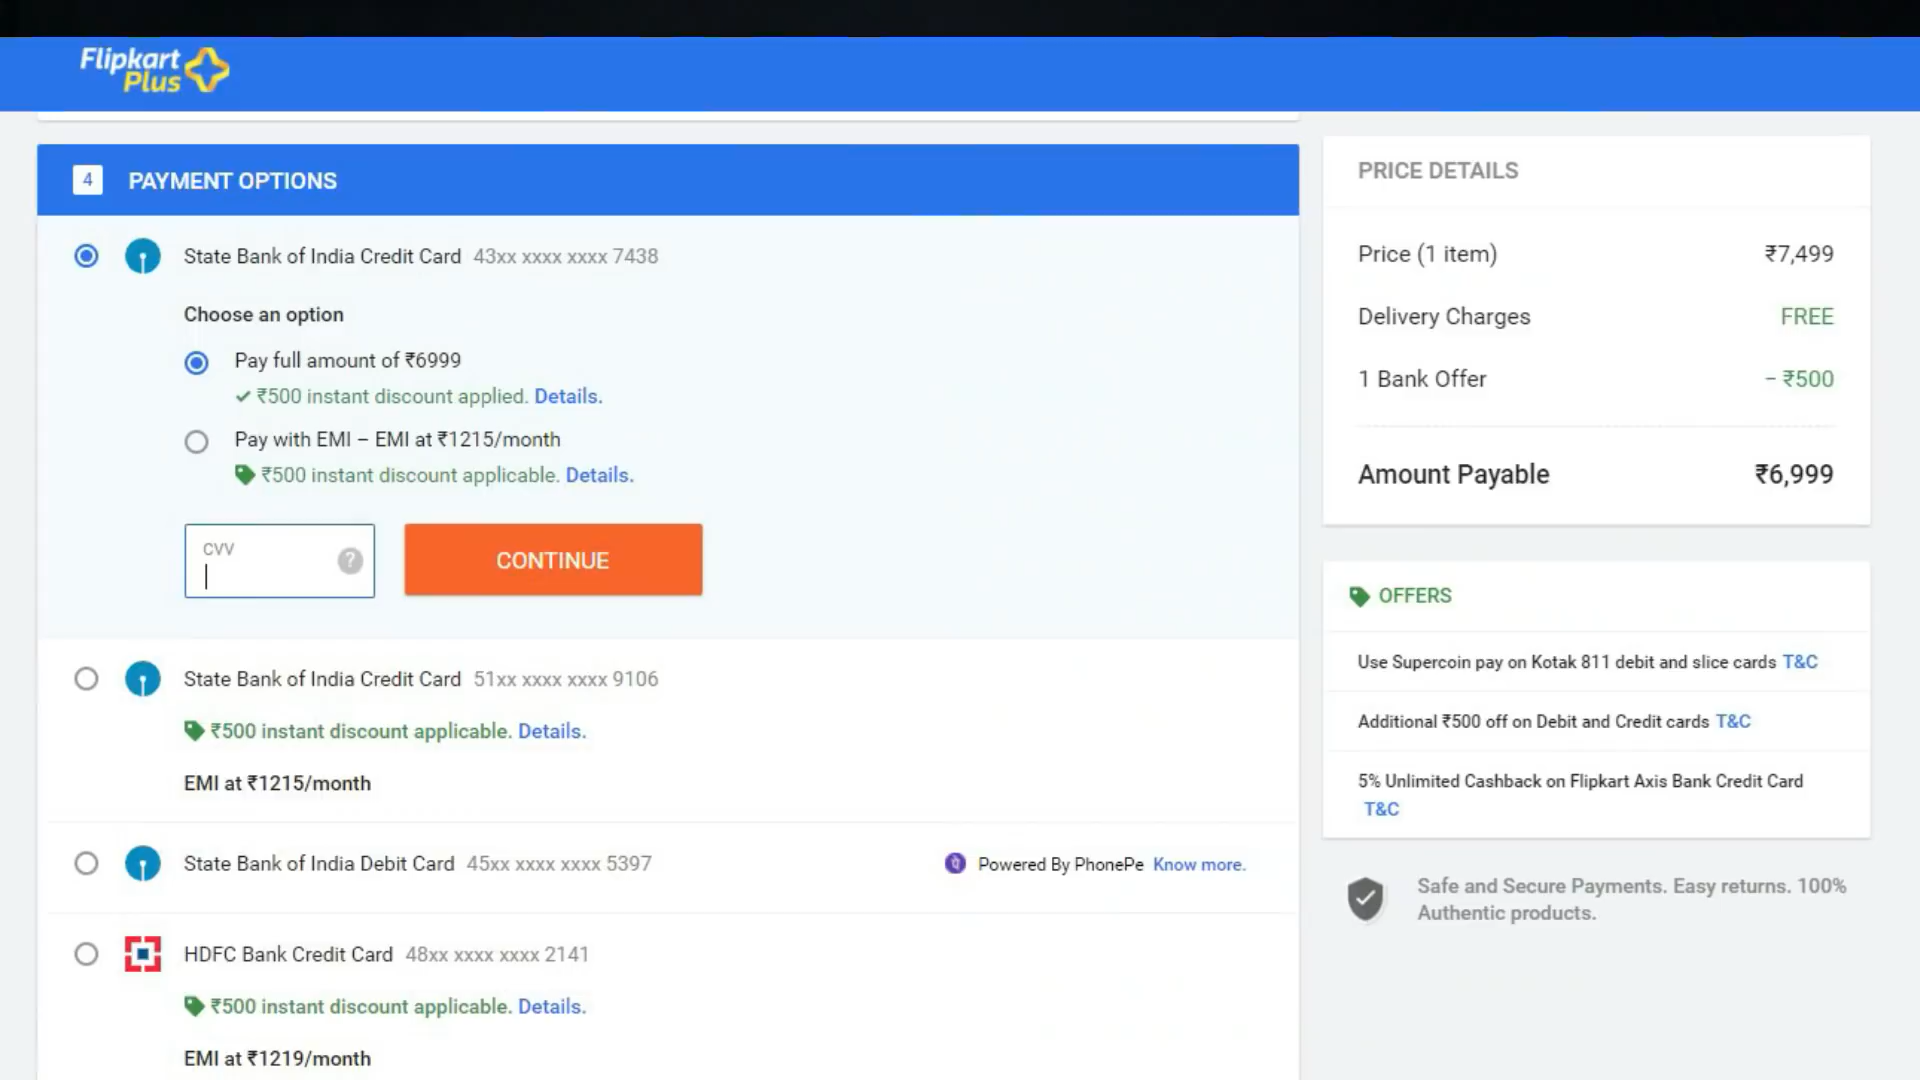 Flipkart
Plus
4 PAYMENT OPTIONS
State Bank of India Credit Card 43xx xxxx xxxx 7438
Choose an option
Pay full amount of ₹6999
₹500 instant discount applied. Details.
Pay with EMI – EMI at ₹1215/month
₹500 instant discount applicable. Details.
CVV ?
CONTINUE
State Bank of India Credit Card 51xx xxxx xxxx 9106
₹500 instant discount applicable. Details.
EMI at ₹1215/month
State Bank of India Debit Card 45xx xxxx xxxx 5397
Powered By PhonePe Know more.
HDFC Bank Credit Card 48xx xxxx xxxx 2141
₹500 instant discount applicable. Details.
EMI at ₹1219/month
PRICE DETAILS
Price (1 item) ₹7,499
Delivery Charges FREE
1 Bank Offer − ₹500
Amount Payable ₹6,999
OFFERS
Use Supercoin pay on Kotak 811 debit and slice cards T&C
Additional ₹500 off on Debit and Credit cards T&C
5% Unlimited Cashback on Flipkart Axis Bank Credit Card
T&C
Safe and Secure Payments. Easy returns. 100%
Authentic products.